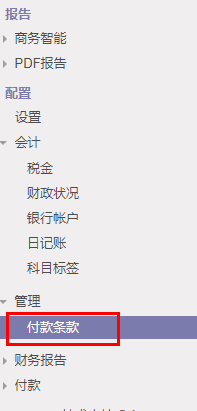 报告
商务智能
PDF报告
配置
设置
会计
税金
财政状况
银行帐户
日记账
科目标签
管理
付款条款
财务报告
付款